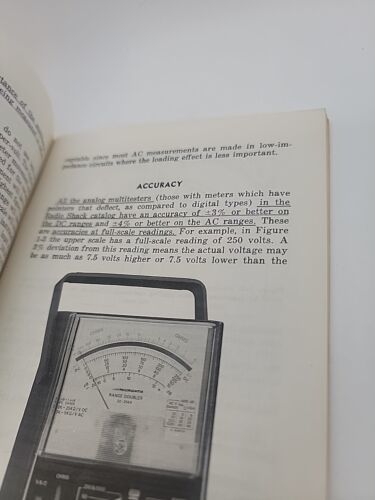 ceptable since most AC measurements are made in low-im-
pedance circuits where the loading effect is less important.
ACCURACY
All the analog multitesters (those with meters which have
pointers that deflect, as compared to digital types) in the
Radio Shack catalog have an accuracy of ±3% or better on
the DC ranges and ±4% or better on the AC ranges. These
are accuracies at full-scale readings. For example, in Figure
1-3 the upper scale has a full-scale reading of 250 volts. A
3% deviation from this reading means the actual voltage may
be as much as 7.5 volts higher or 7.5 volts lower than the
OHMS
OHMS
RANGE DOUBLER
OHMS